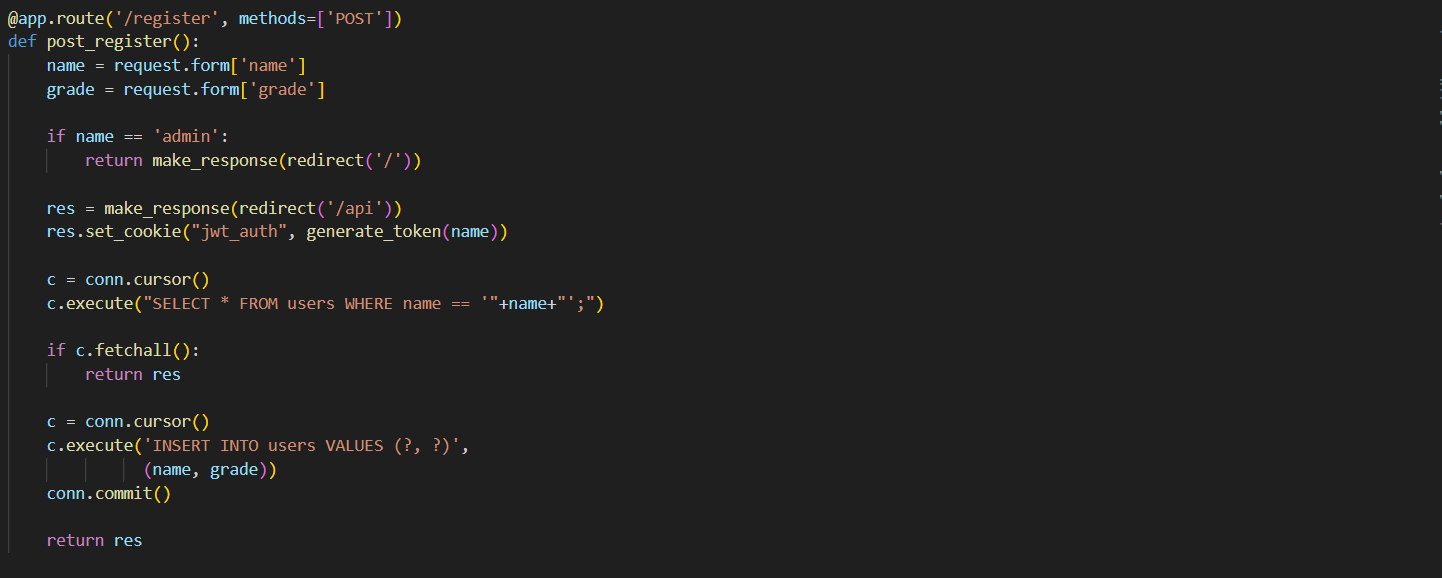 @app.route('/register', methods=['POST'])
def post_register():
    name = request.form['name']
    grade = request.form['grade']

    if name == 'admin':
        return make_response(redirect('/'))

    res = make_response(redirect('/api'))
    res.set_cookie("jwt_auth", generate_token(name))

    c = conn.cursor()
    c.execute("SELECT * FROM users WHERE name == '"+name+"';")

    if c.fetchall():
        return res

    c = conn.cursor()
    c.execute('INSERT INTO users VALUES (?, ?)',
              (name, grade))
    conn.commit()

    return res